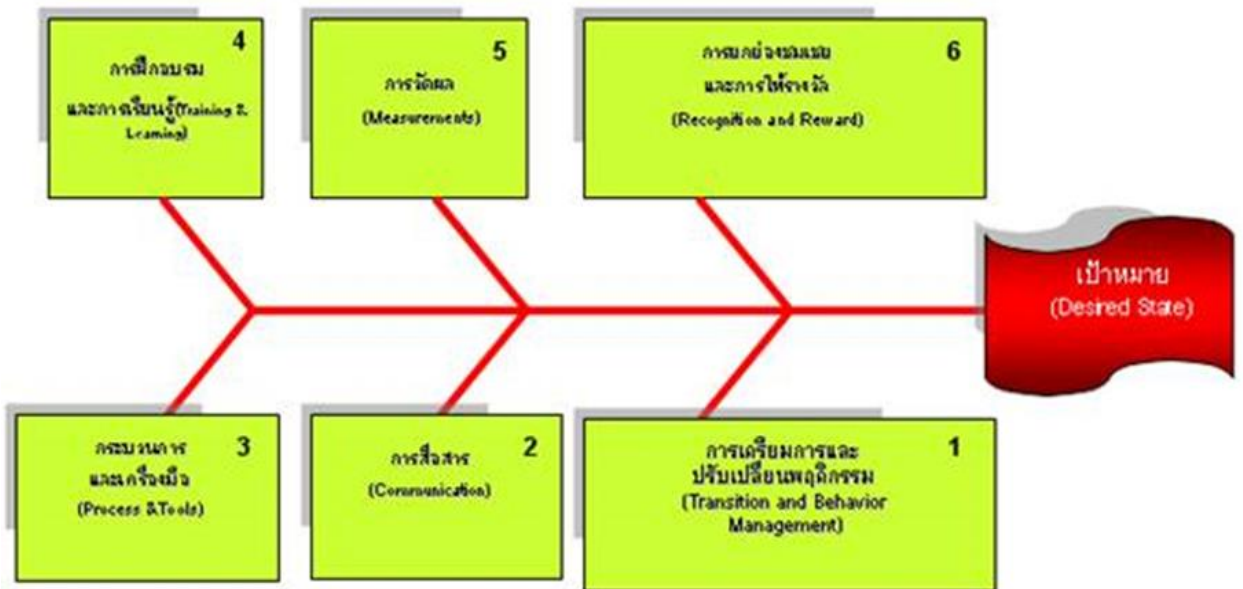 4
การฝึกอบรม
และการเรียนรู้(Training &
Learning)
5
การวัดผล
(Measurements)
6
การยกย่องชมเชย
และการให้รางวัล
(Recognition and Reward)
เป้าหมาย
(Desired State)
3
กระบวนการ
และเครื่องมือ
(Process &Tools)
2
การสื่อสาร
(Communication)
1
การเตรียมการและ
ปรับเปลี่ยนพฤติกรรม
(Transition and Behavior
Management)